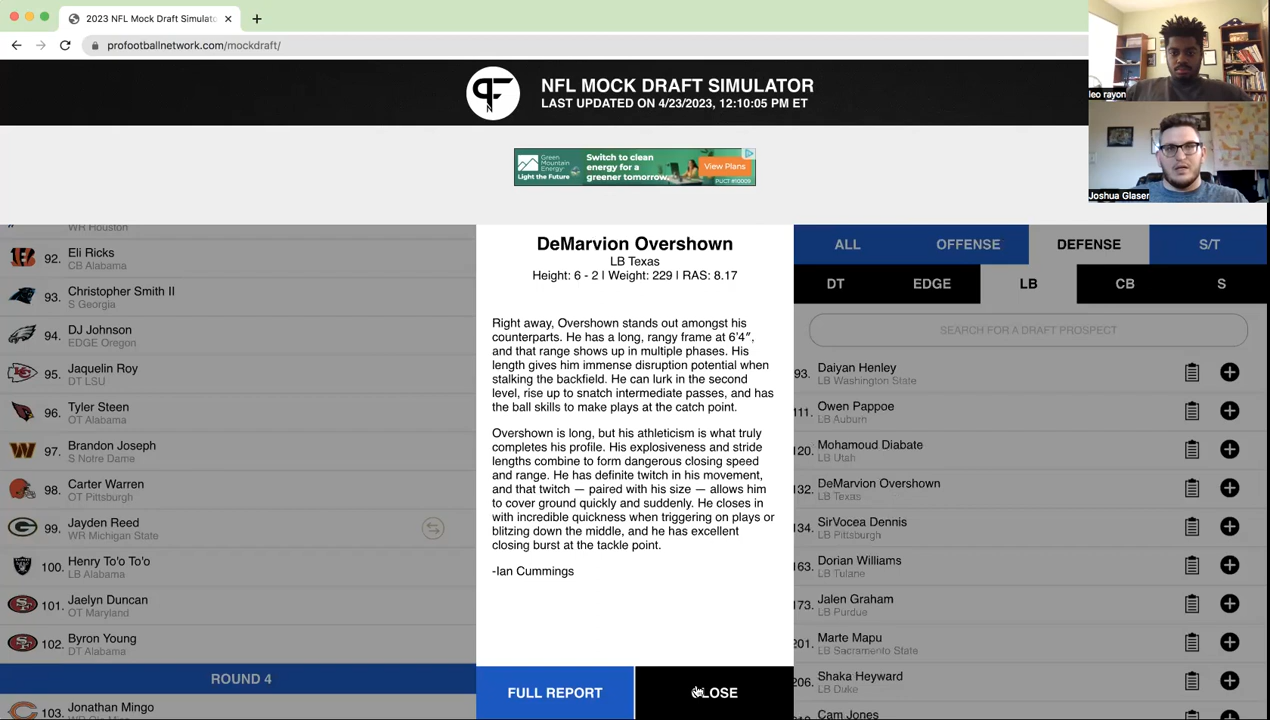 2023 NFL Mock Draft Simulato
profootballnetwork.com/mockdraft/
NFL MOCK DRAFT SIMULATOR
LAST UPDATED ON 4/23/2023, 12:10:05 PM ET
Green Mountain Energy
Light the Future
Switch to clean
energy for a
greener tomorrow.
View Plans
PUCT #10009
leo rayon
Joshua Glaser
WR Houston
92. Eli Ricks
CB Alabama
93. Christopher Smith II
S Georgia
94. DJ Johnson
EDGE Oregon
95. Jaquelin Roy
DT LSU
96. Tyler Steen
OT Alabama
97. Brandon Joseph
S Notre Dame
98. Carter Warren
OT Pittsburgh
99. Jayden Reed
WR Michigan State
100. Henry To'o To'o
LB Alabama
101. Jaelyn Duncan
OT Maryland
102. Byron Young
DT Alabama
ROUND 4
103. Jonathan Mingo
WR Ole Miss
DeMarvion Overshown
LB Texas
Height: 6 - 2 | Weight: 229 | RAS: 8.17
Right away, Overshown stands out amongst his
counterparts. He has a long, rangy frame at 6’4″,
and that range shows up in multiple phases. His
length gives him immense disruption potential when
stalking the backfield. He can lurk in the second
level, rise up to snatch intermediate passes, and has
the ball skills to make plays at the catch point.
Overshown is long, but his athleticism is what truly
completes his profile. His explosiveness and stride
lengths combine to form dangerous closing speed
and range. He has definite twitch in his movement,
and that twitch — paired with his size — allows him
to cover ground quickly and suddenly. He closes in
with incredible quickness when triggering on plays or
blitzing down the middle, and he has excellent
closing burst at the tackle point.
-Ian Cummings
FULL REPORT
CLOSE
ALL OFFENSE DEFENSE S/T
DT EDGE LB CB S
SEARCH FOR A DRAFT PROSPECT
93. Daiyan Henley
LB Washington State
111. Owen Pappoe
LB Auburn
120. Mohamoud Diabate
LB Utah
132. DeMarvion Overshown
LB Texas
134. SirVocea Dennis
LB Pittsburgh
163. Dorian Williams
LB Tulane
173. Jalen Graham
LB Purdue
201. Marte Mapu
LB Sacramento State
206. Shaka Heyward
LB Duke
Cam Jones